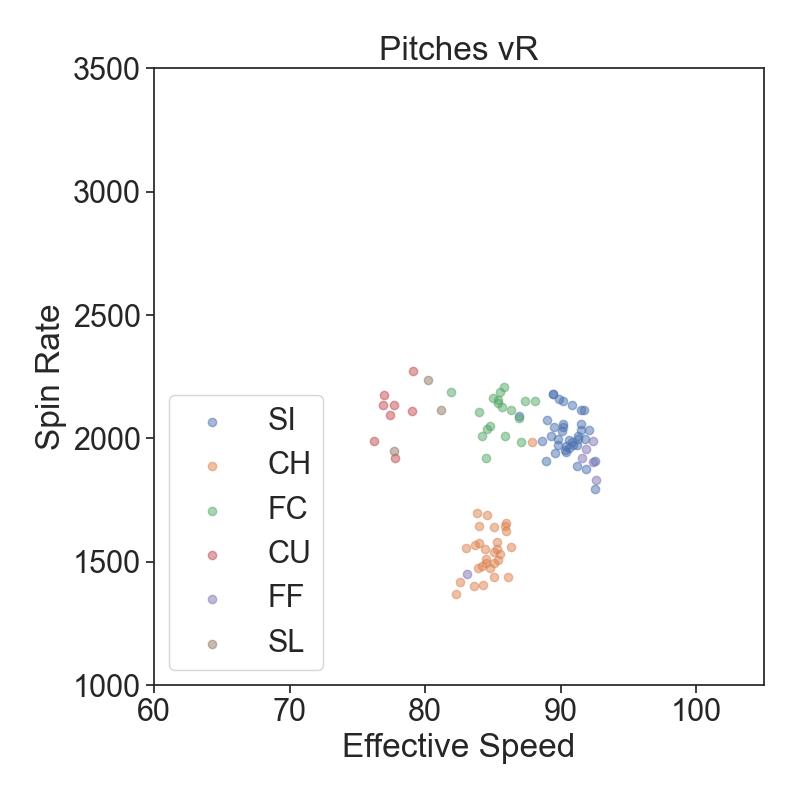 Pitches vR
3500
3000
2500
2000
1500
1000
Spin Rate
SI
CH
FC
CU
FF
SL
60 70 80 90 100
Effective Speed